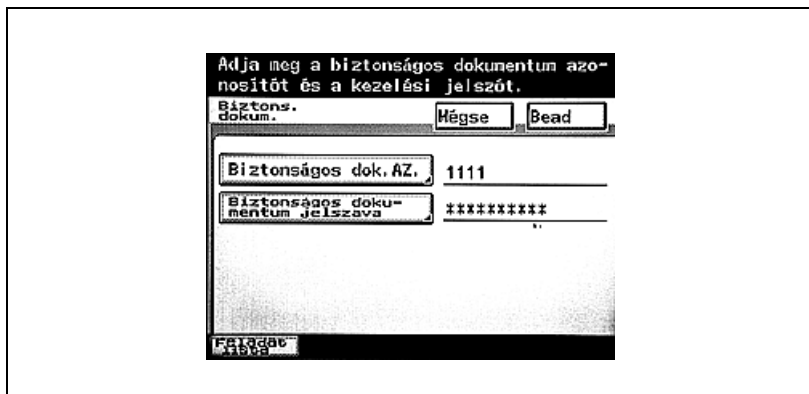 Adja meg a biztonságos dokumentum azo-
nosítót és a kezelési jelszót.
Biztons.
dokum.
Mégse
Bead
Biztonságos dok. AZ.
1111
Biztonságos doku-
mentum jelszava
**********
Feladat
lista